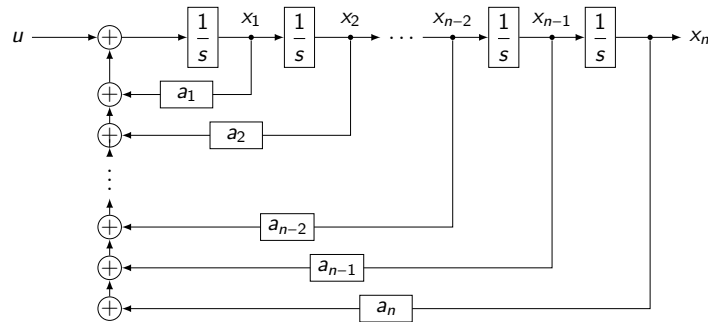 u + 1/s x₁ 1/s x₂ ⋯ xₙ₋₂ 1/s xₙ₋₁ 1/s xₙ
+ a₁
+ a₂
⋮
+ aₙ₋₂
+ aₙ₋₁
+ aₙ